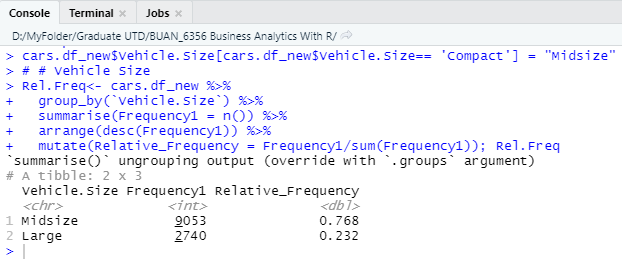 Console Terminal × Jobs ×
D:/MyFolder/Graduate UTD/BUAN_6356 Business Analytics With R/
> cars.df_new$Vehicle.Size[cars.df_new$Vehicle.Size== 'Compact'] = "Midsize"
> # # Vehicle Size
> Rel.Freq<- cars.df_new %>%
+   group_by(`Vehicle.Size`) %>%
+   summarise(Frequency1 = n()) %>%
+   arrange(desc(Frequency1)) %>%
+   mutate(Relative_Frequency = Frequency1/sum(Frequency1)); Rel.Freq
`summarise()` ungrouping output (override with `.groups` argument)
# A tibble: 2 x 3
  Vehicle.Size Frequency1 Relative_Frequency
  <chr>             <int>              <dbl>
1 Midsize            9053              0.768
2 Large              2740              0.232
>